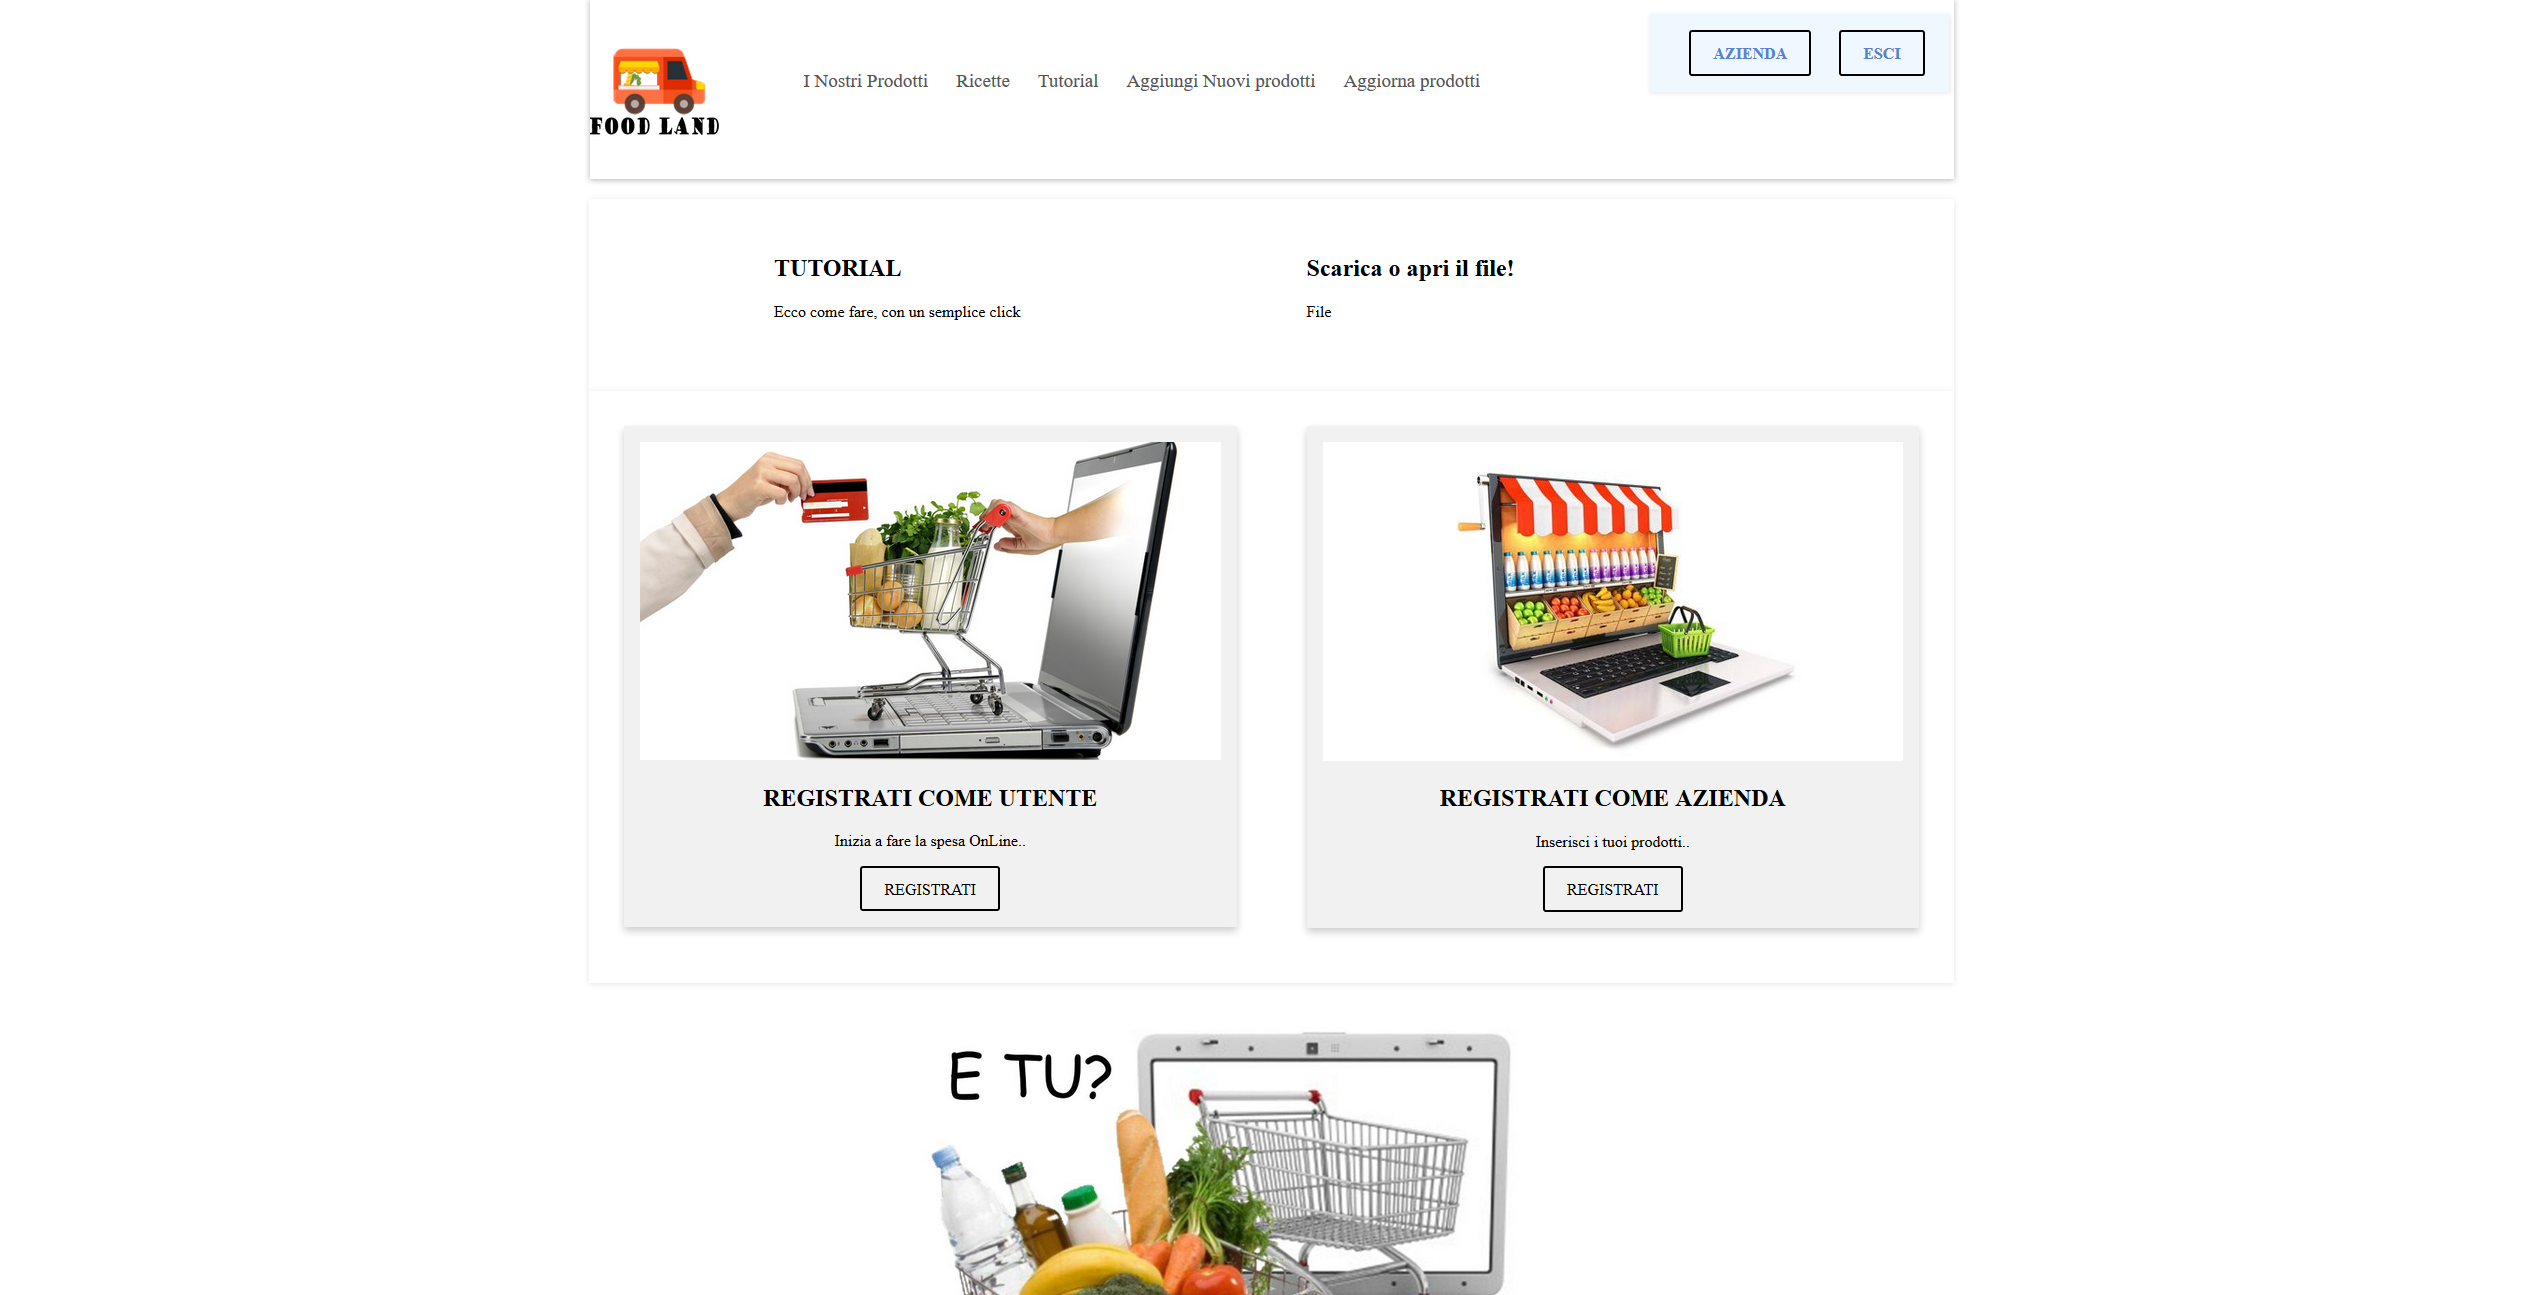 FOOD LAND
I Nostri Prodotti
Ricette
Tutorial
Aggiungi Nuovi prodotti
Aggiorna prodotti
AZIENDA
ESCI
TUTORIAL
Ecco come fare, con un semplice click
Scarica o apri il file!
File
REGISTRATI COME UTENTE
Inizia a fare la spesa OnLine..
REGISTRATI
REGISTRATI COME AZIENDA
Inserisci i tuoi prodotti..
REGISTRATI
E TU?